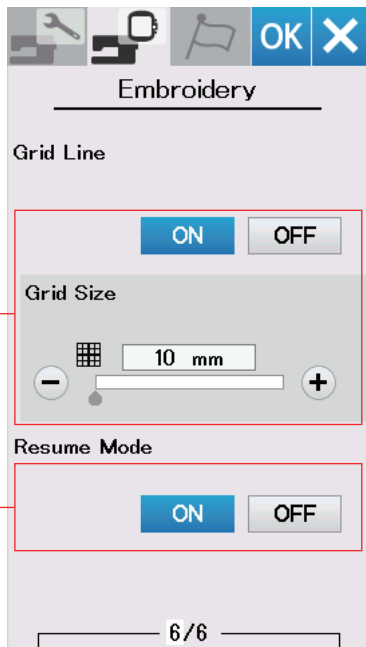 OK
Embroidery
Grid Line
ON OFF
Grid Size
10 mm
Resume Mode
ON OFF
6/6